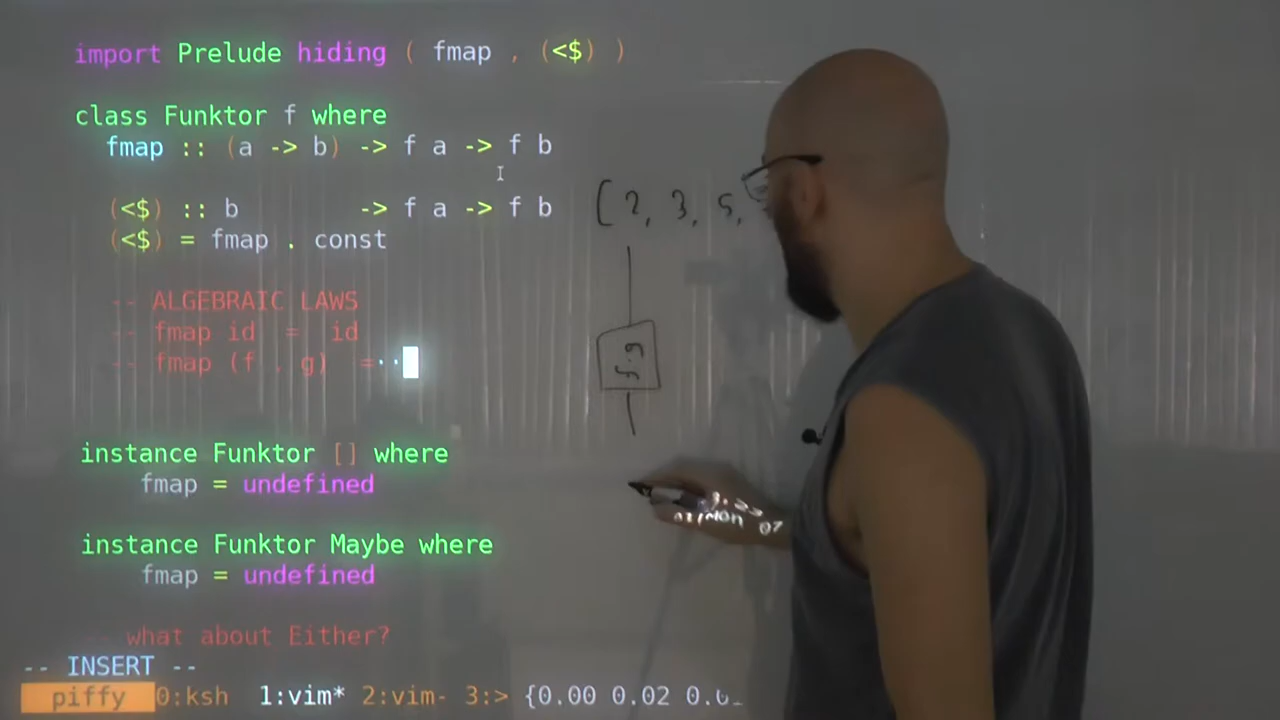 import Prelude hiding ( fmap , (<$) )
class Funktor f where
fmap :: (a -> b) -> f a -> f b
(<$) :: b -> f a -> f b
(<$) = fmap . const
[ 2, 3, 5,
-- ALGEBRAIC LAWS
-- fmap id = id
-- fmap (f . g) =··
f.g
instance Funktor [] where
fmap = undefined
instance Funktor Maybe where
fmap = undefined
-- what about Either?
-- INSERT --
piffy 0:ksh 1:vim* 2:vim- 3:> {0.00 0.02